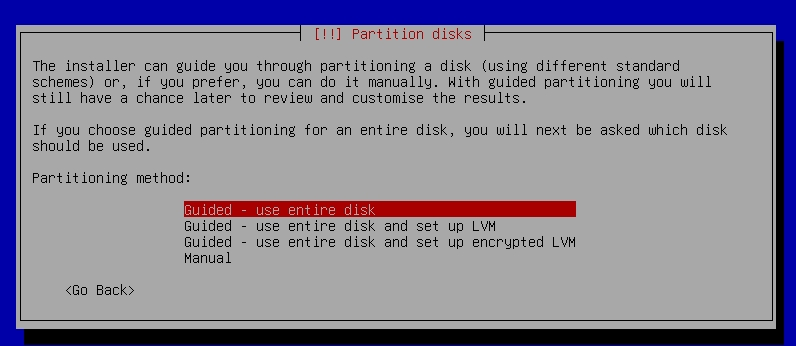 [!!] Partition disks
The installer can guide you through partitioning a disk (using different standard
schemes) or, if you prefer, you can do it manually. With guided partitioning you will
still have a chance later to review and customise the results.
If you choose guided partitioning for an entire disk, you will next be asked which disk
should be used.
Partitioning method:
Guided - use entire disk
Guided - use entire disk and set up LVM
Guided - use entire disk and set up encrypted LVM
Manual
<Go Back>